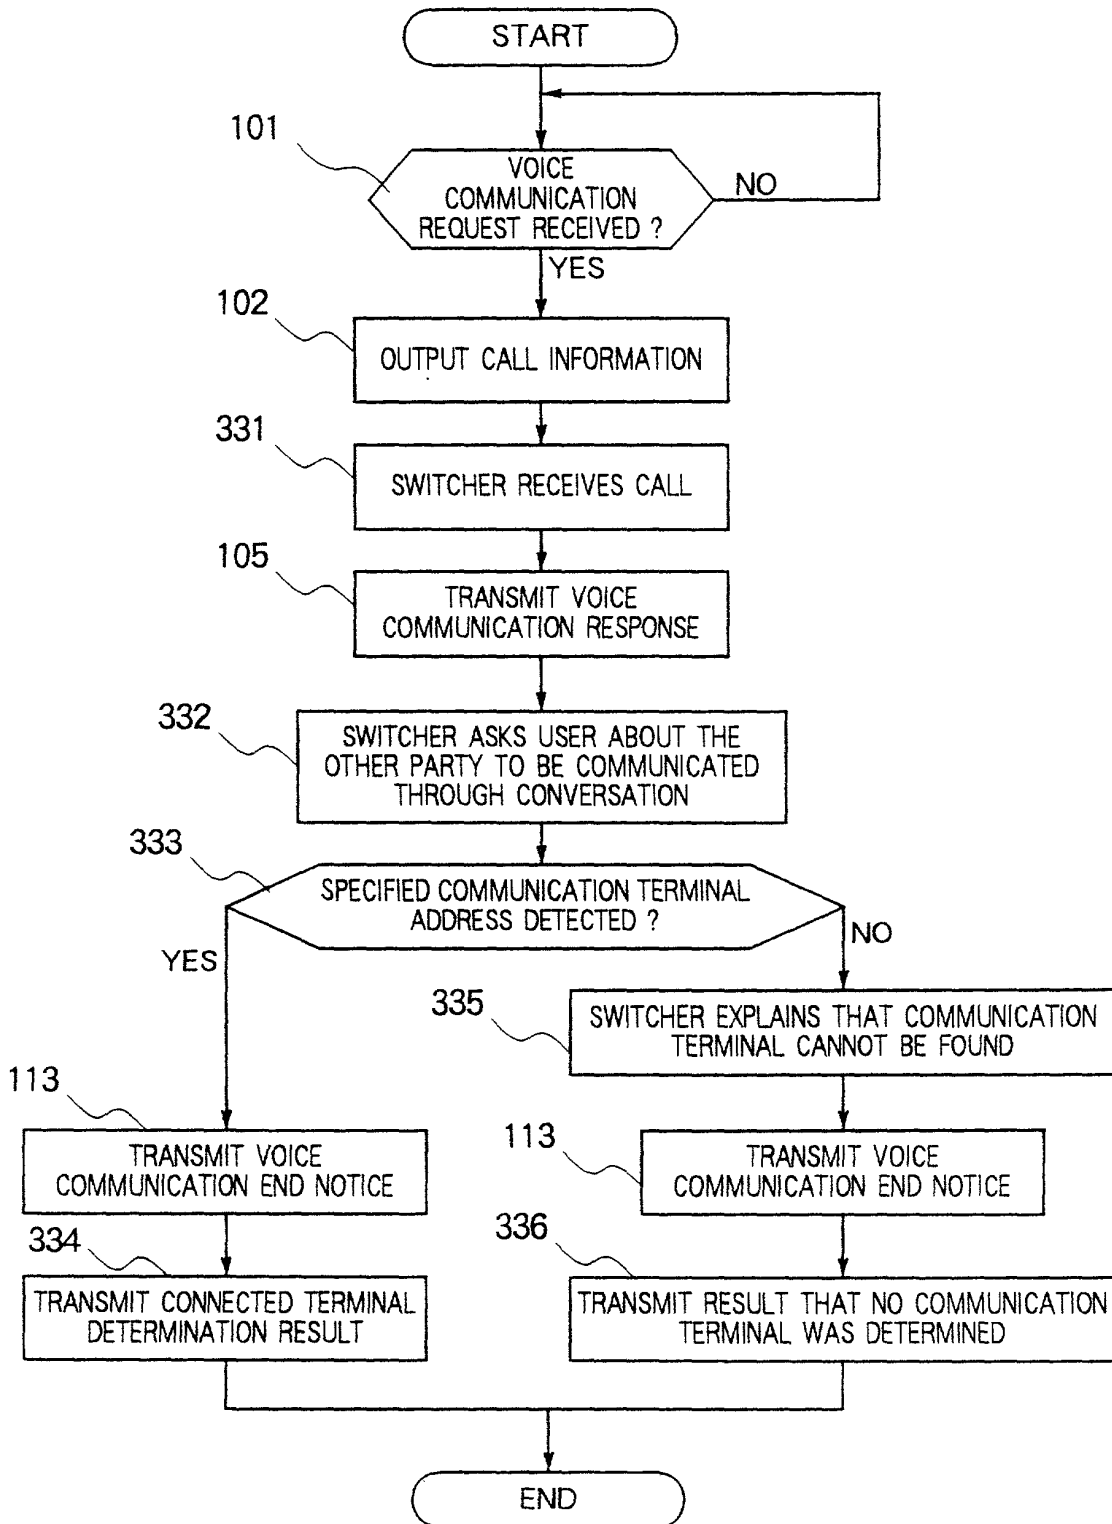 START
101
VOICE
COMMUNICATION
REQUEST RECEIVED ?
NO
YES
102
OUTPUT CALL INFORMATION
331
SWITCHER RECEIVES CALL
105
TRANSMIT VOICE
COMMUNICATION RESPONSE
332
SWITCHER ASKS USER ABOUT THE
OTHER PARTY TO BE COMMUNICATED
THROUGH CONVERSATION
333
SPECIFIED COMMUNICATION TERMINAL
ADDRESS DETECTED ?
YES
NO
335
SWITCHER EXPLAINS THAT COMMUNICATION
TERMINAL CANNOT BE FOUND
113
TRANSMIT VOICE
COMMUNICATION END NOTICE
113
TRANSMIT VOICE
COMMUNICATION END NOTICE
334
TRANSMIT CONNECTED TERMINAL
DETERMINATION RESULT
336
TRANSMIT RESULT THAT NO COMMUNICATION
TERMINAL WAS DETERMINED
END